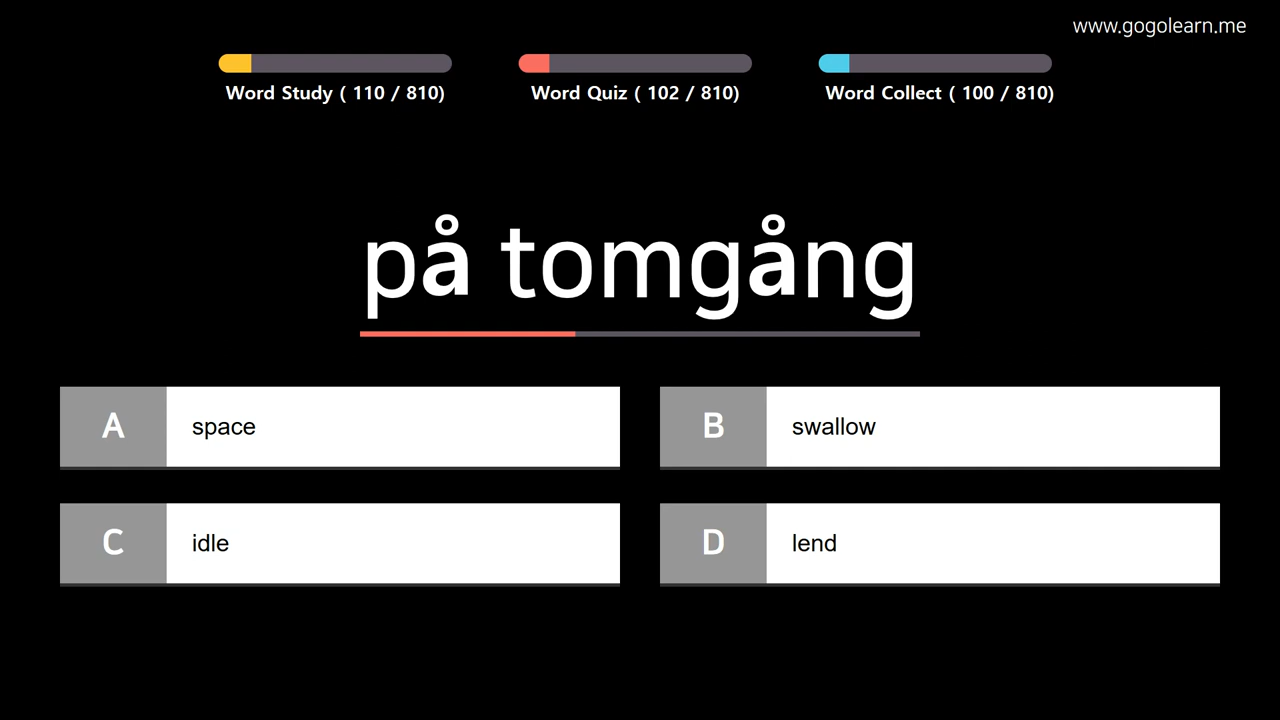 www.gogolearn.me
Word Study ( 110 / 810)
Word Quiz ( 102 / 810)
Word Collect ( 100 / 810)
på tomgång
A space
B swallow
C idle
D lend